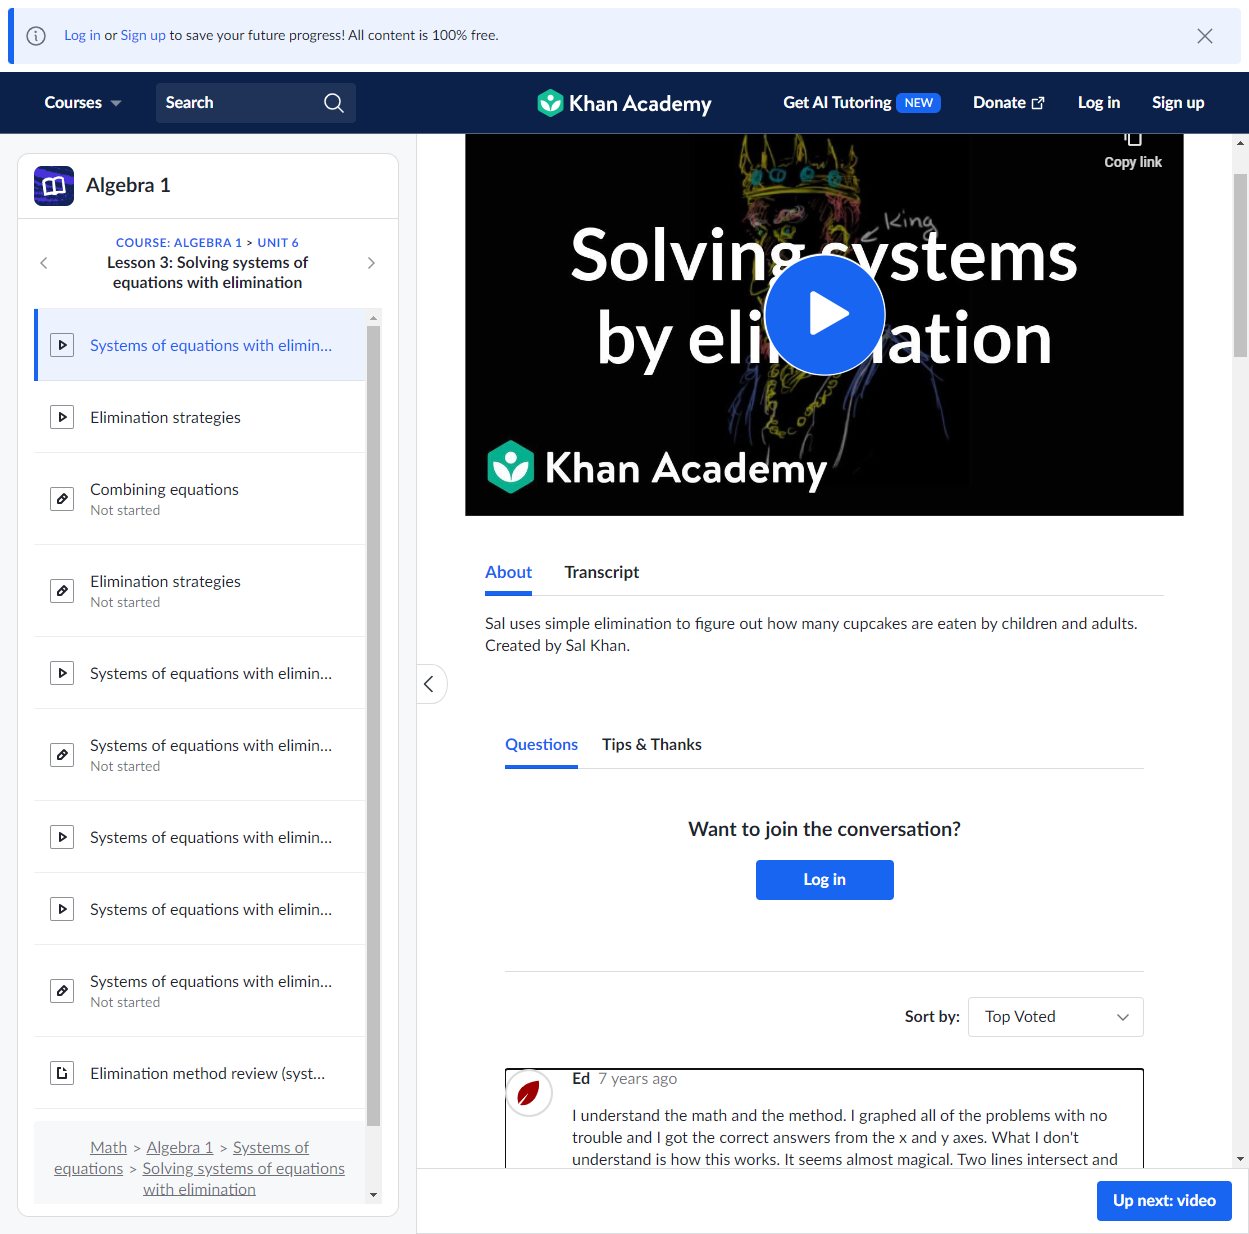 Log in or Sign up to save your future progress! All content is 100% free.
Courses
Search
Khan Academy
Get AI Tutoring NEW
Donate
Log in
Sign up
Algebra 1
COURSE: ALGEBRA 1 > UNIT 6
Lesson 3: Solving systems of
equations with elimination
Systems of equations with elimin...
Elimination strategies
Combining equations
Not started
Elimination strategies
Not started
Systems of equations with elimin...
Systems of equations with elimin...
Not started
Systems of equations with elimin...
Systems of equations with elimin...
Systems of equations with elimin...
Not started
Elimination method review (syst...
Math > Algebra 1 > Systems of
equations > Solving systems of equations
with elimination
Copy link
King
Solving systems
by elimination
Khan Academy
About
Transcript
Sal uses simple elimination to figure out how many cupcakes are eaten by children and adults.
Created by Sal Khan.
Questions
Tips & Thanks
Want to join the conversation?
Log in
Sort by:
Top Voted
Ed 7 years ago
I understand the math and the method. I graphed all of the problems with no
trouble and I got the correct answers from the x and y axes. What I don't
understand is how this works. It seems almost magical. Two lines intersect and
Up next: video